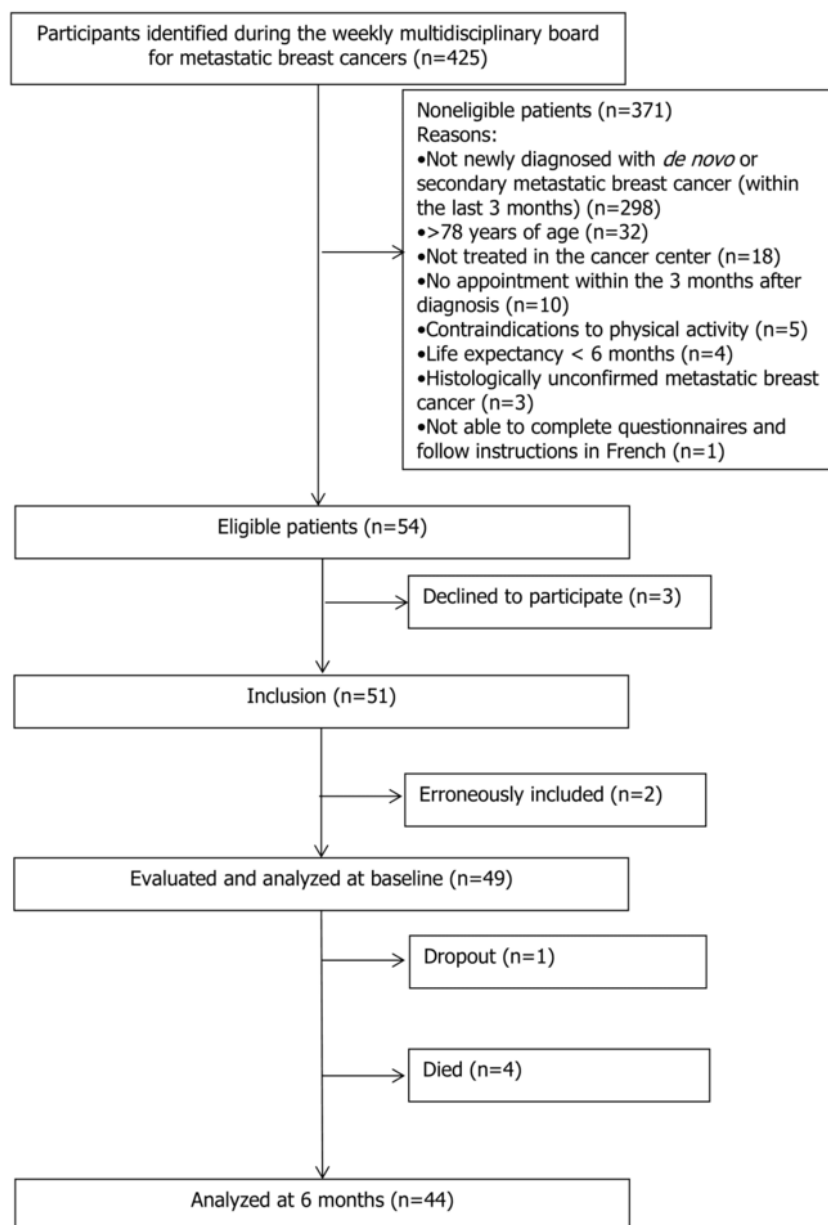 Participants identified during the weekly multidisciplinary board
for metastatic breast cancers (n=425)
Noneligible patients (n=371)
Reasons:
•Not newly diagnosed with de novo or
secondary metastatic breast cancer (within
the last 3 months) (n=298)
•>78 years of age (n=32)
•Not treated in the cancer center (n=18)
•No appointment within the 3 months after
diagnosis (n=10)
•Contraindications to physical activity (n=5)
•Life expectancy < 6 months (n=4)
•Histologically unconfirmed metastatic breast
cancer (n=3)
•Not able to complete questionnaires and
follow instructions in French (n=1)
Eligible patients (n=54)
Declined to participate (n=3)
Inclusion (n=51)
Erroneously included (n=2)
Evaluated and analyzed at baseline (n=49)
Dropout (n=1)
Died (n=4)
Analyzed at 6 months (n=44)